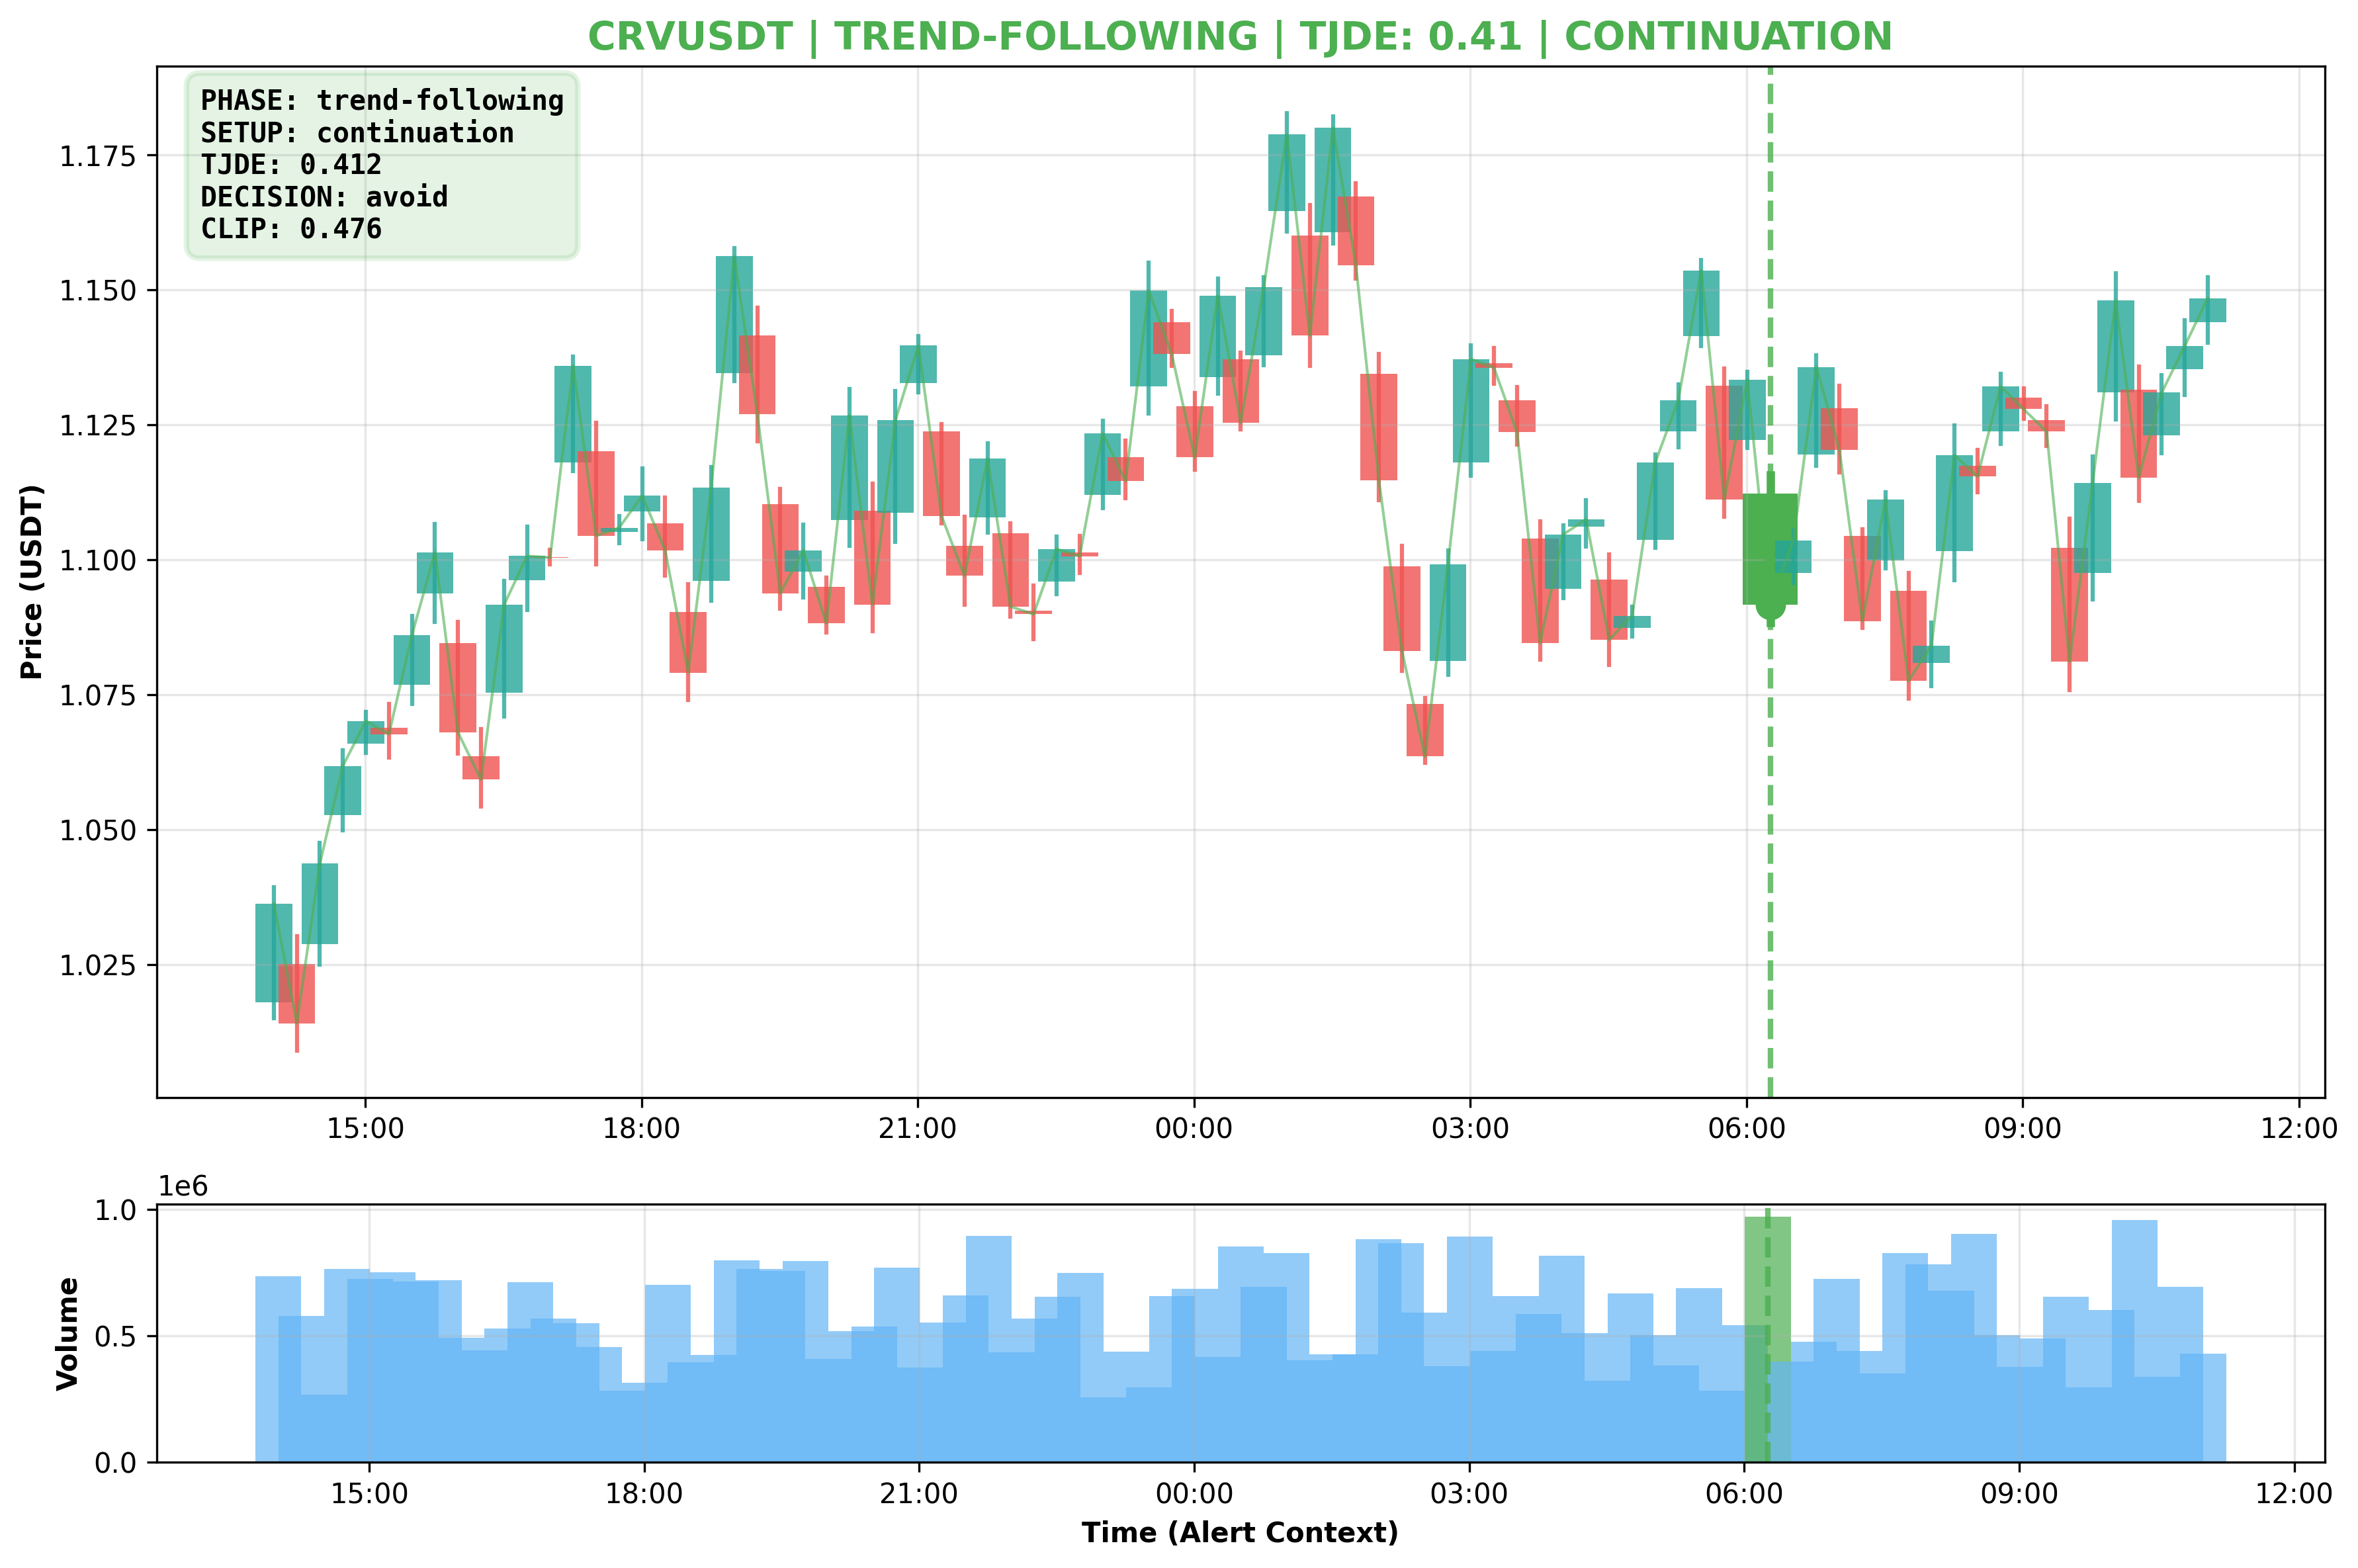 CRVUSDT | TREND-FOLLOWING | TJDE: 0.41 | CONTINUATION
PHASE: trend-following
SETUP: continuation
TJDE: 0.412
DECISION: avoid
CLIP: 0.476
Price (USDT)
1.175
1.150
1.125
1.100
1.075
1.050
1.025
15:00 18:00 21:00 00:00 03:00 06:00 09:00 12:00
1e6
Volume
1.0
0.5
0.0
15:00 18:00 21:00 00:00 03:00 06:00 09:00 12:00
Time (Alert Context)